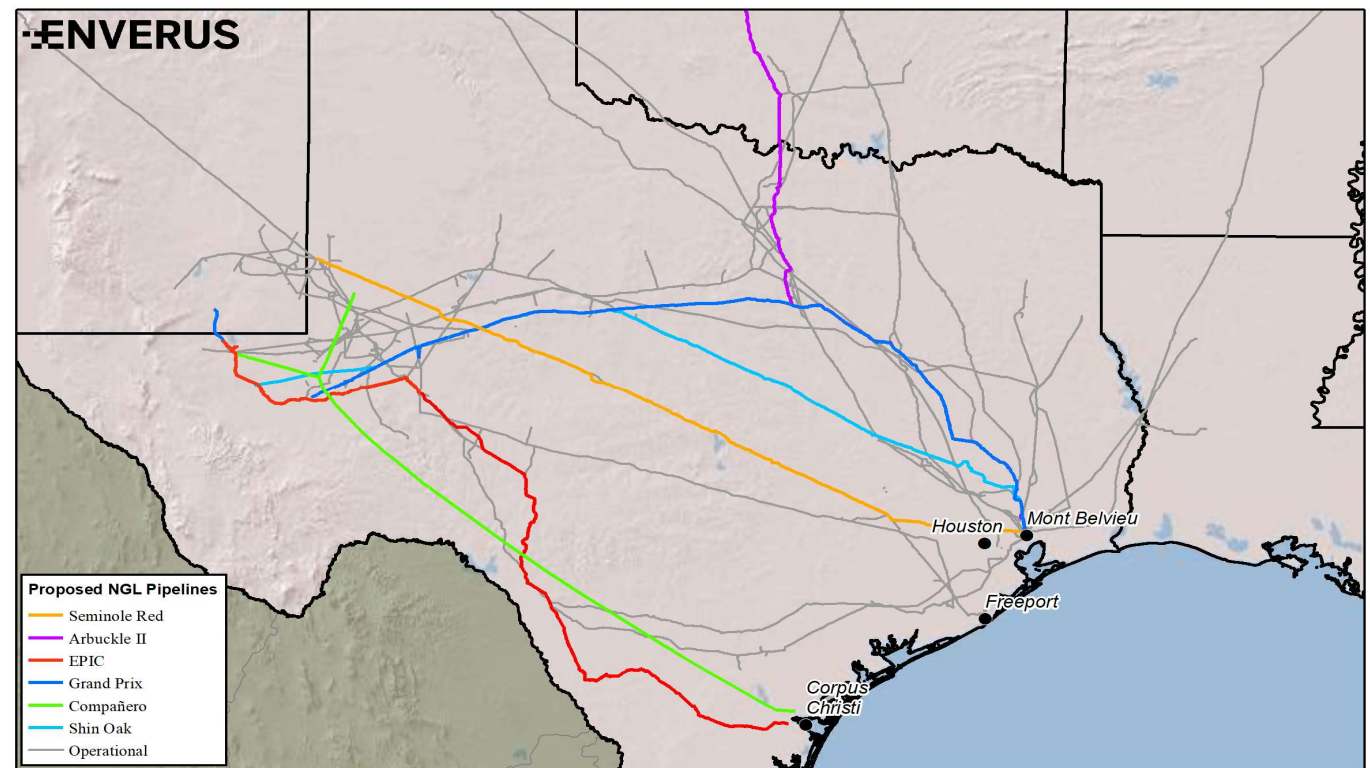 ENVERUS
Houston
Mont Belvieu
Freeport
Corpus
Christi
Proposed NGL Pipelines
Seminole Red
Arbuckle II
EPIC
Grand Prix
Compañero
Shin Oak
Operational